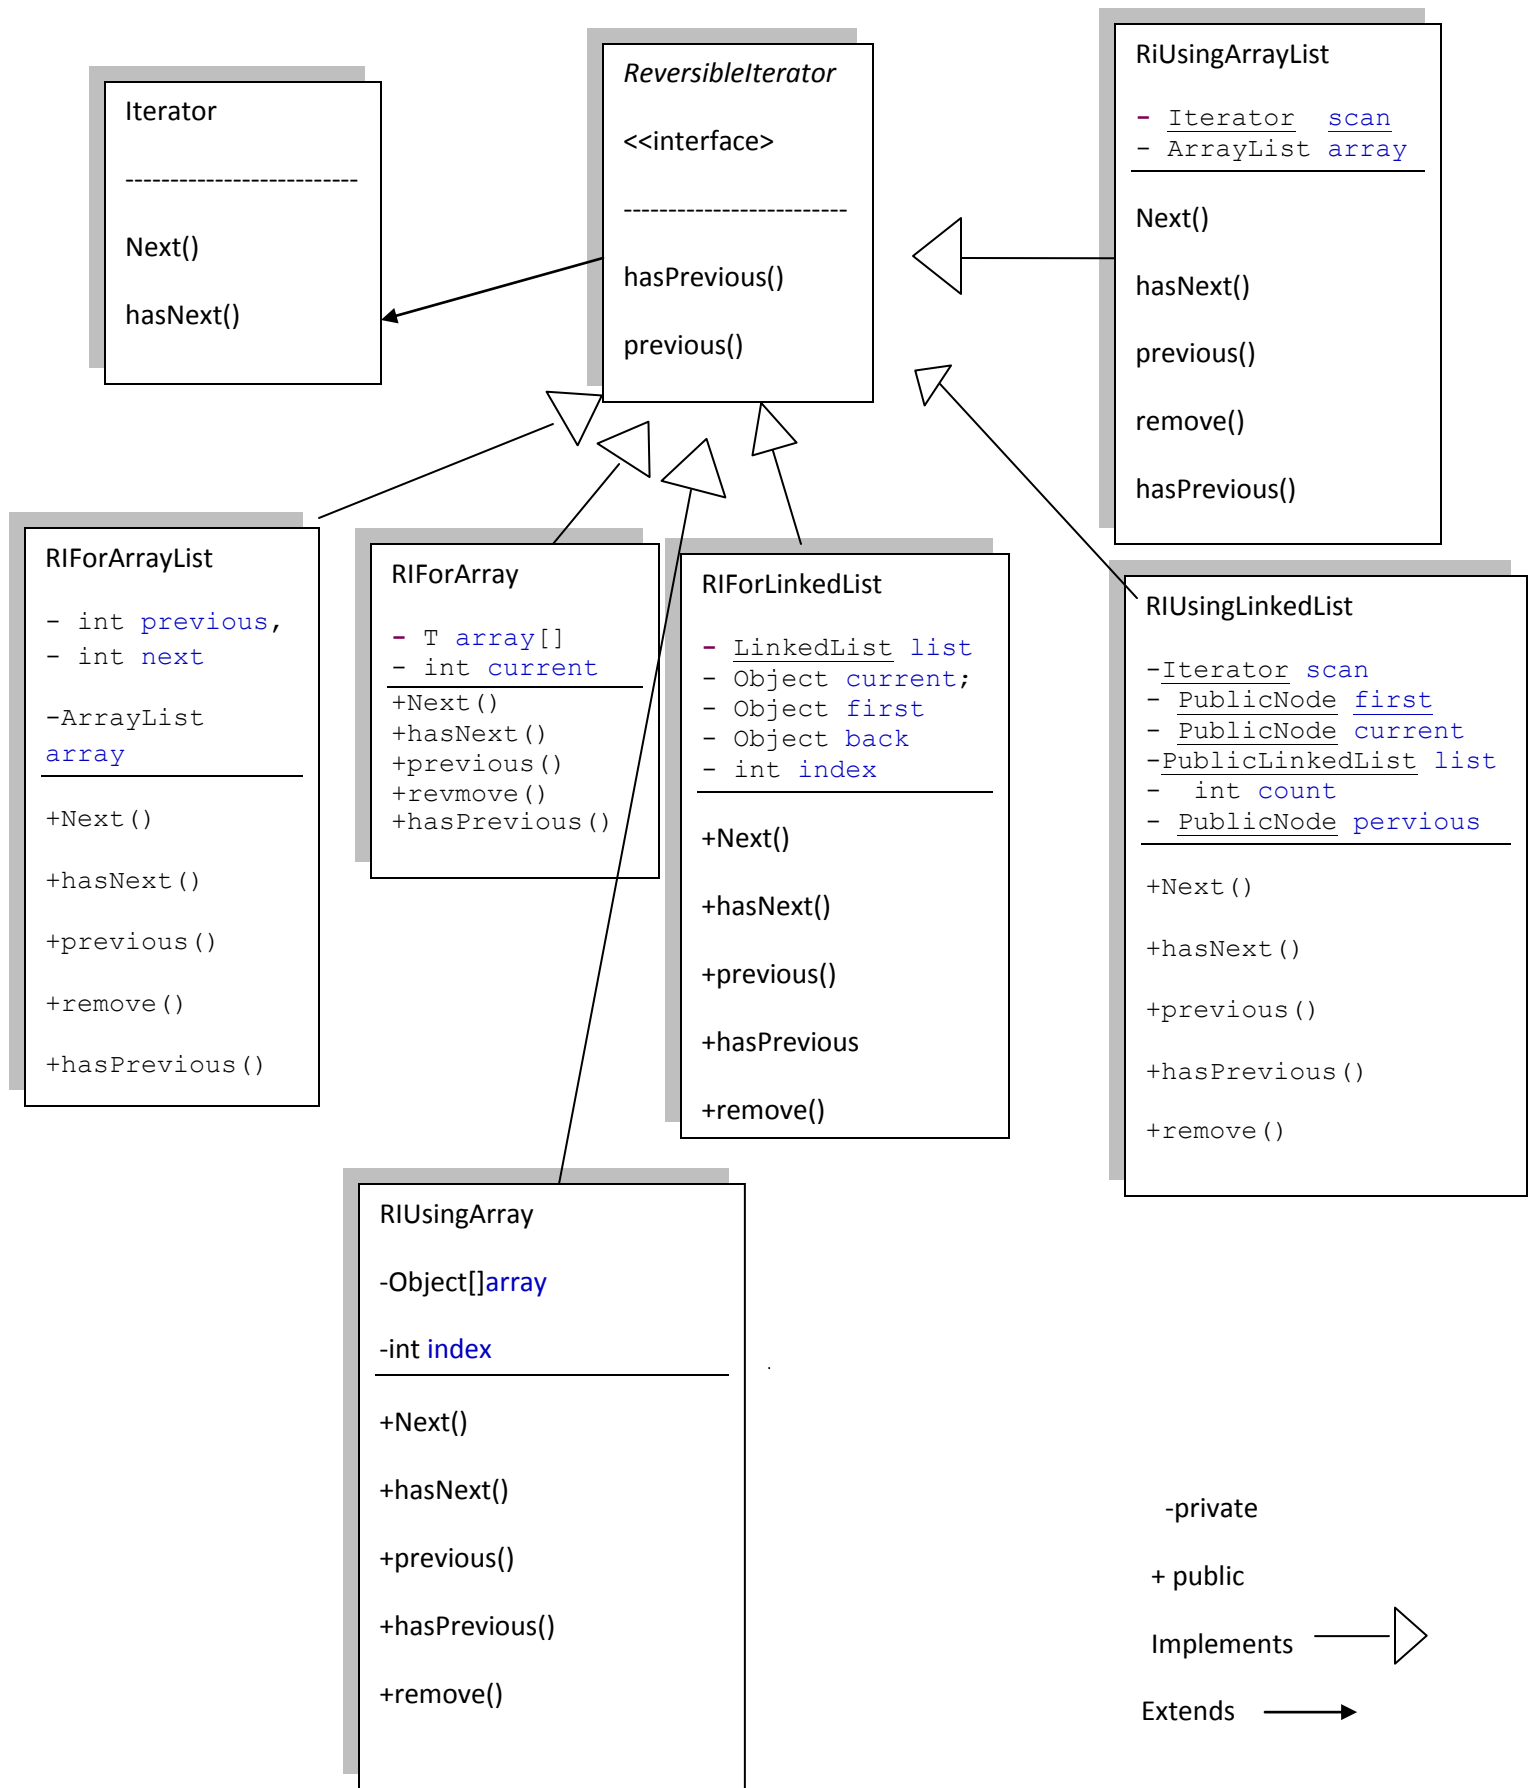 Iterator
--------------------------
Next()
hasNext()
ReversibleIterator
<<interface>
-------------------------
hasPrevious()
previous()
RiUsingArrayList
- Iterator scan
- ArrayList array
Next()
hasNext()
previous()
remove()
hasPrevious()
RIForArrayList
- int previous,
- int next
-ArrayList
array
+Next()
+hasNext()
+previous()
+remove()
+hasPrevious()
RIForArray
- T array[]
- int current
+Next()
+hasNext()
+previous()
+revmove()
+hasPrevious()
RIForLinkedList
- LinkedList list
- Object current;
- Object first
- Object back
- int index
+Next()
+hasNext()
+previous()
+hasPrevious
+remove()
RIUsingLinkedList
-Iterator scan
- PublicNode first
- PublicNode current
-PublicLinkedList list
- int count
- PublicNode pervious
+Next()
+hasNext()
+previous()
+hasPrevious()
+remove()
RIUsingArray
-Object[]array
-int index
+Next()
+hasNext()
+previous()
+hasPrevious()
+remove()
.
-private
+ public
Implements
Extends